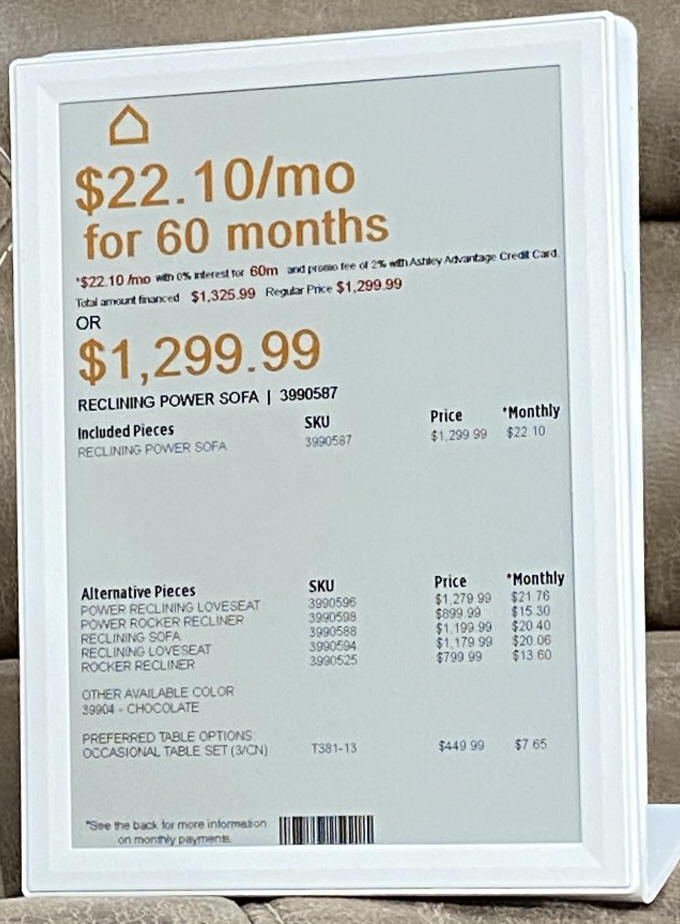 $22.10/mo
for 60 months
*$22.10 /mo with 0% interest for 60m and promo fee of 2% with Ashley Advantage Credit Card.
Total amount financed $1,325.99 Regular Price $1,299.99
OR
$1,299.99
RECLINING POWER SOFA | 3990587
Included Pieces SKU Price *Monthly
RECLINING POWER SOFA 3990587 $1,299.99 $22.10
Alternative Pieces SKU Price *Monthly
POWER RECLINING LOVESEAT 3990596 $1,279.99 $21.76
POWER ROCKER RECLINER 3990598 $899.99 $15.30
RECLINING SOFA 3990588 $1,199.99 $20.40
RECLINING LOVESEAT 3990594 $1,179.99 $20.06
ROCKER RECLINER 3990525 $799.99 $13.60
OTHER AVAILABLE COLOR
39904 - CHOCOLATE
PREFERRED TABLE OPTIONS
OCCASIONAL TABLE SET (3/CN) T381-13 $449.99 $7.65
*See the back for more information
on monthly payments.